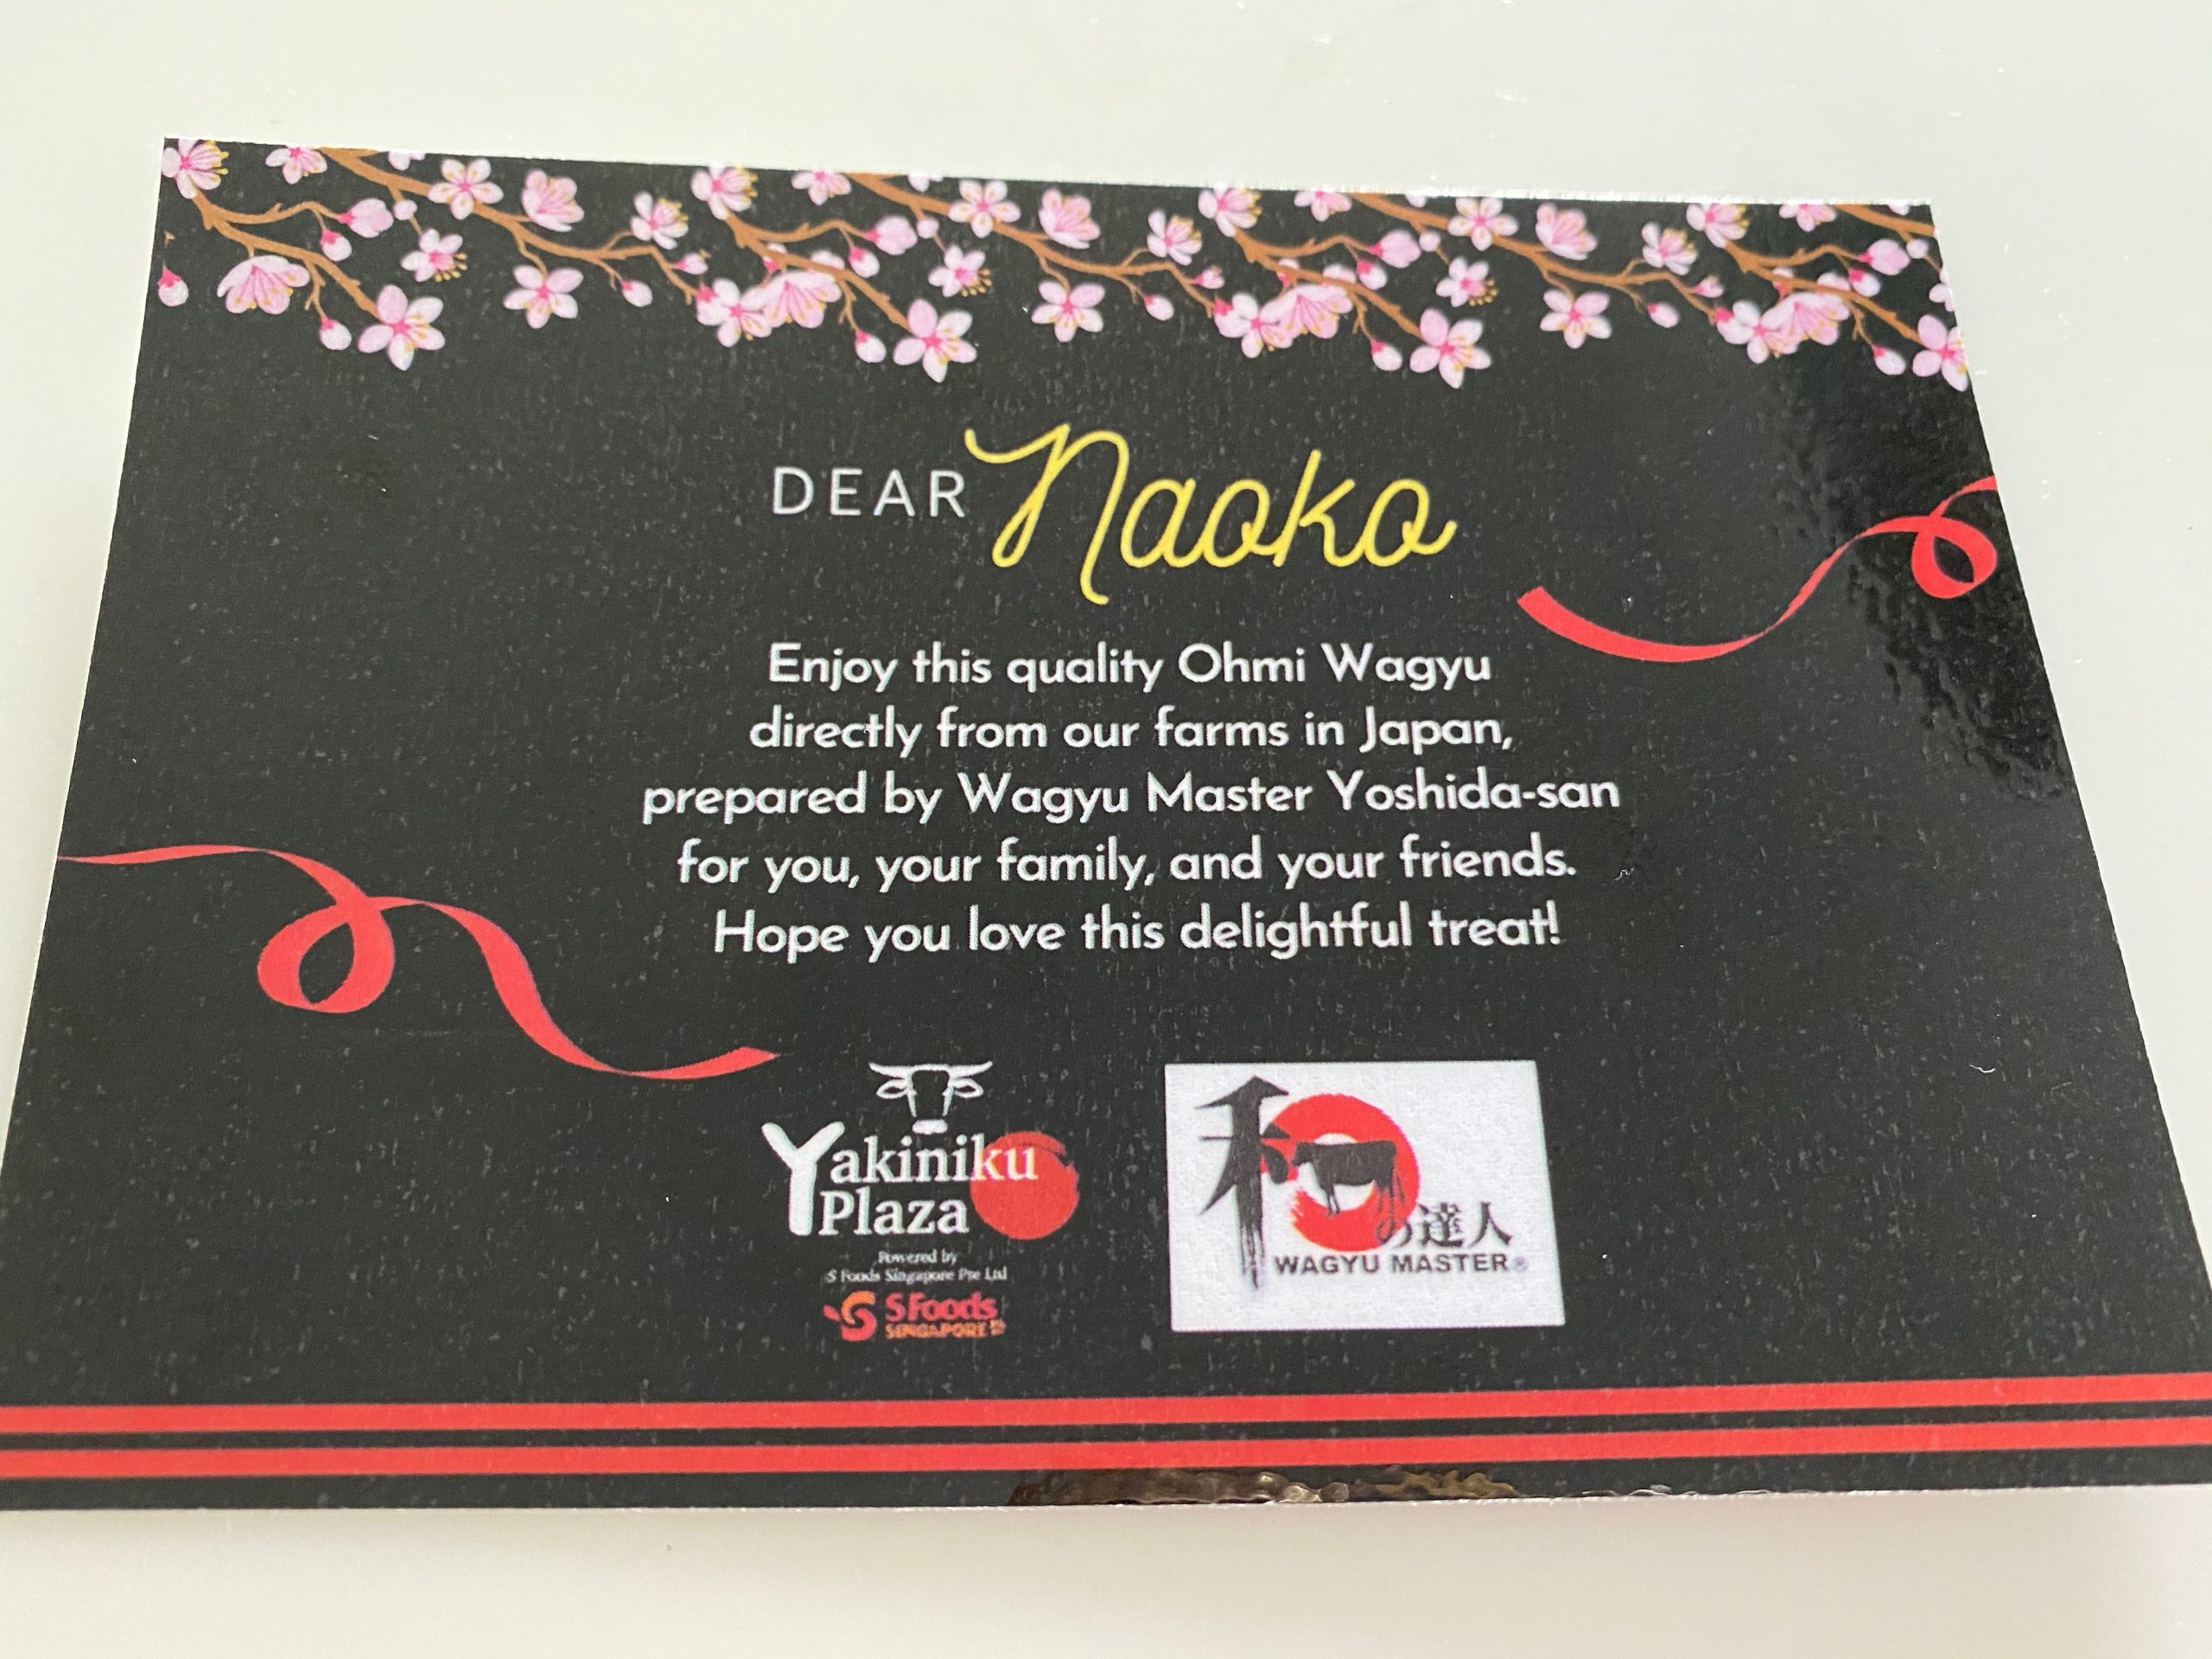 DEAR Naoko
Enjoy this quality Ohmi Wagyu
directly from our farms in Japan,
prepared by Wagyu Master Yoshida-san
for you, your family, and your friends.
Hope you love this delightful treat!
Yakiniku
Plaza
Powered by
S Foods Singapore Pte Ltd
S Foods
SINGAPORE
和の達人
WAGYU MASTER®